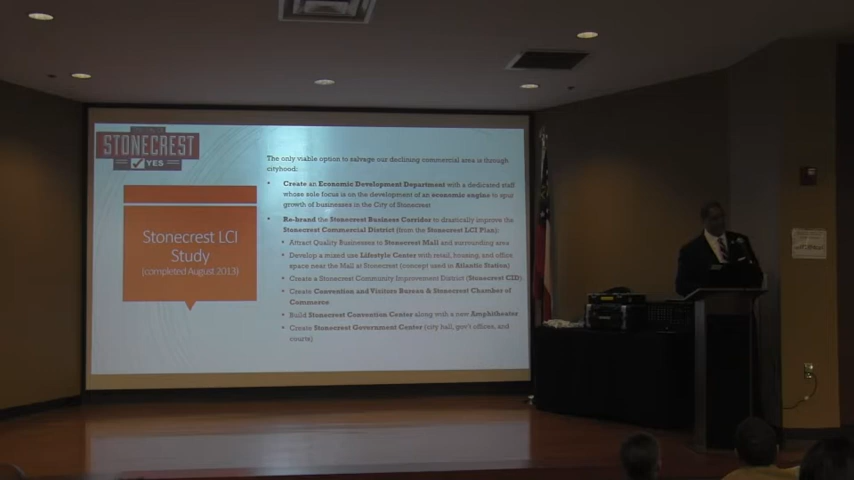 STONECREST
YES
Stonecrest LCI
Study
(completed August 2013)
The only viable option to salvage our declining commercial area is through
cityhood:
• Create an Economic Development Department with a dedicated staff
whose sole focus is on the development of an economic engine to spur
growth of businesses in the City of Stonecrest
• Re-brand the Stonecrest Business Corridor to drastically improve the
Stonecrest Commercial District (from the Stonecrest LCI Plan):
• Attract Quality Businesses to Stonecrest Mall and surrounding area
• Develop a mixed use Lifestyle Center with retail, housing, and office
space near the Mall at Stonecrest (concept used in Atlantic Station)
• Create a Stonecrest Community Improvement District (Stonecrest CID)
• Create Convention and Visitors Bureau & Stonecrest Chamber of
Commerce
• Build Stonecrest Convention Center along with a new Amphitheater
• Create Stonecrest Government Center (city hall, gov't offices, and
courts)